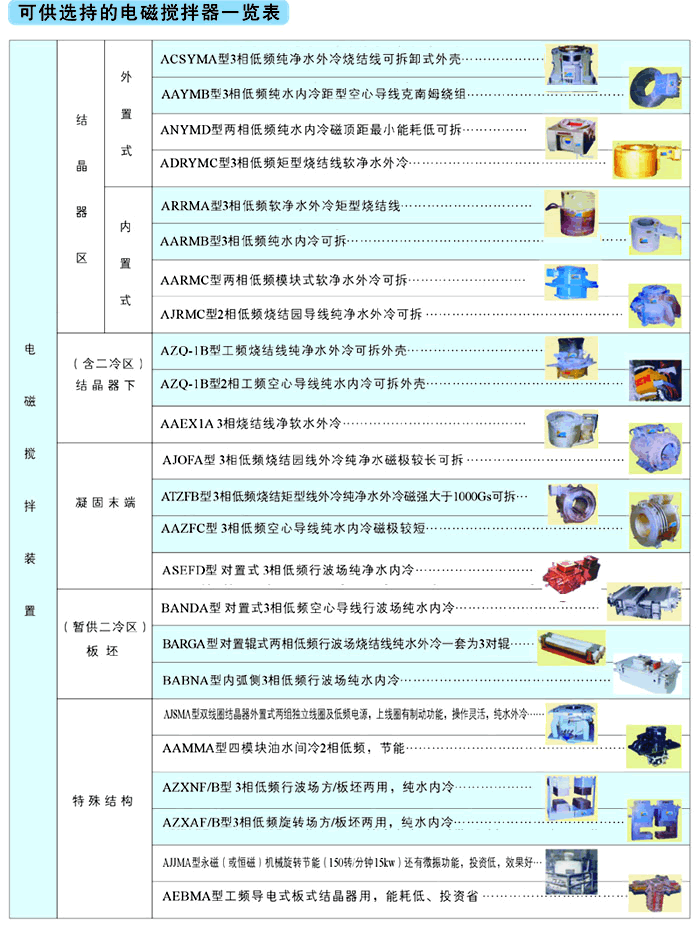 可供选持的电磁搅拌器一览表
电磁搅拌装置
结晶器区
外置式
ACSYMA型3相低频纯净水外冷烧结线可拆卸式外壳
AAYMB型3相低频纯水内冷距型空心导线克南姆绕组
ANYMD型两相低频纯水内冷磁顶距最小能耗低可拆
ADRYMC型3相低频矩型烧结线软净水外冷
内置式
ARRMA型3相低频软净水外冷矩型烧结线
AARMB型3相低频纯水内冷可拆
AARMC型两相低频模块式软净水外冷可拆
AJRMC型2相低频烧结园导线纯净水外冷可拆
（含二冷区）
结晶器下
AZQ-1B型工频烧结线纯净水外冷可拆外壳
AZQ-1B型2相工频空心导线纯水内冷可拆外壳
AAEX1A 3相烧结线净软水外冷
凝固末端
AJOFA型 3相低频烧结园线外冷纯净水磁极较长可拆
ATZFB型3相低频烧结矩型线外冷纯净水外冷磁强大于1000Gs可拆
AAZFC型 3相低频空心导线纯水内冷磁极较短
ASEFD型 对置式 3相低频行波场纯净水内冷
（暂供二冷区）
板坯
BANDA型 对置式3相低频空心导线行波场纯水内冷
BARGA型 对置辊式两相低频行波场烧结线纯水外冷一套为3对辊
BABNA型内弧侧3相低频行波场纯水内冷
特殊结构
AJSMA型双线圈结晶器外置式两组独立线圈及低频电源，上线圈有制动功能，操作灵活，纯水外冷
AAMMA型四模块油水间冷2相低频，节能
AZXNF/B型 3相低频行波场方/板坯两用，纯水内冷
AZXAF/B型3相低频旋转场方/板坯两用，纯水内冷
AJJMA型永磁（或恒磁）机械旋转节能（150转/分钟15kw）还有微振功能，投资低，效果好
AEBMA型工频导电式板式结晶器用，能耗低、投资省